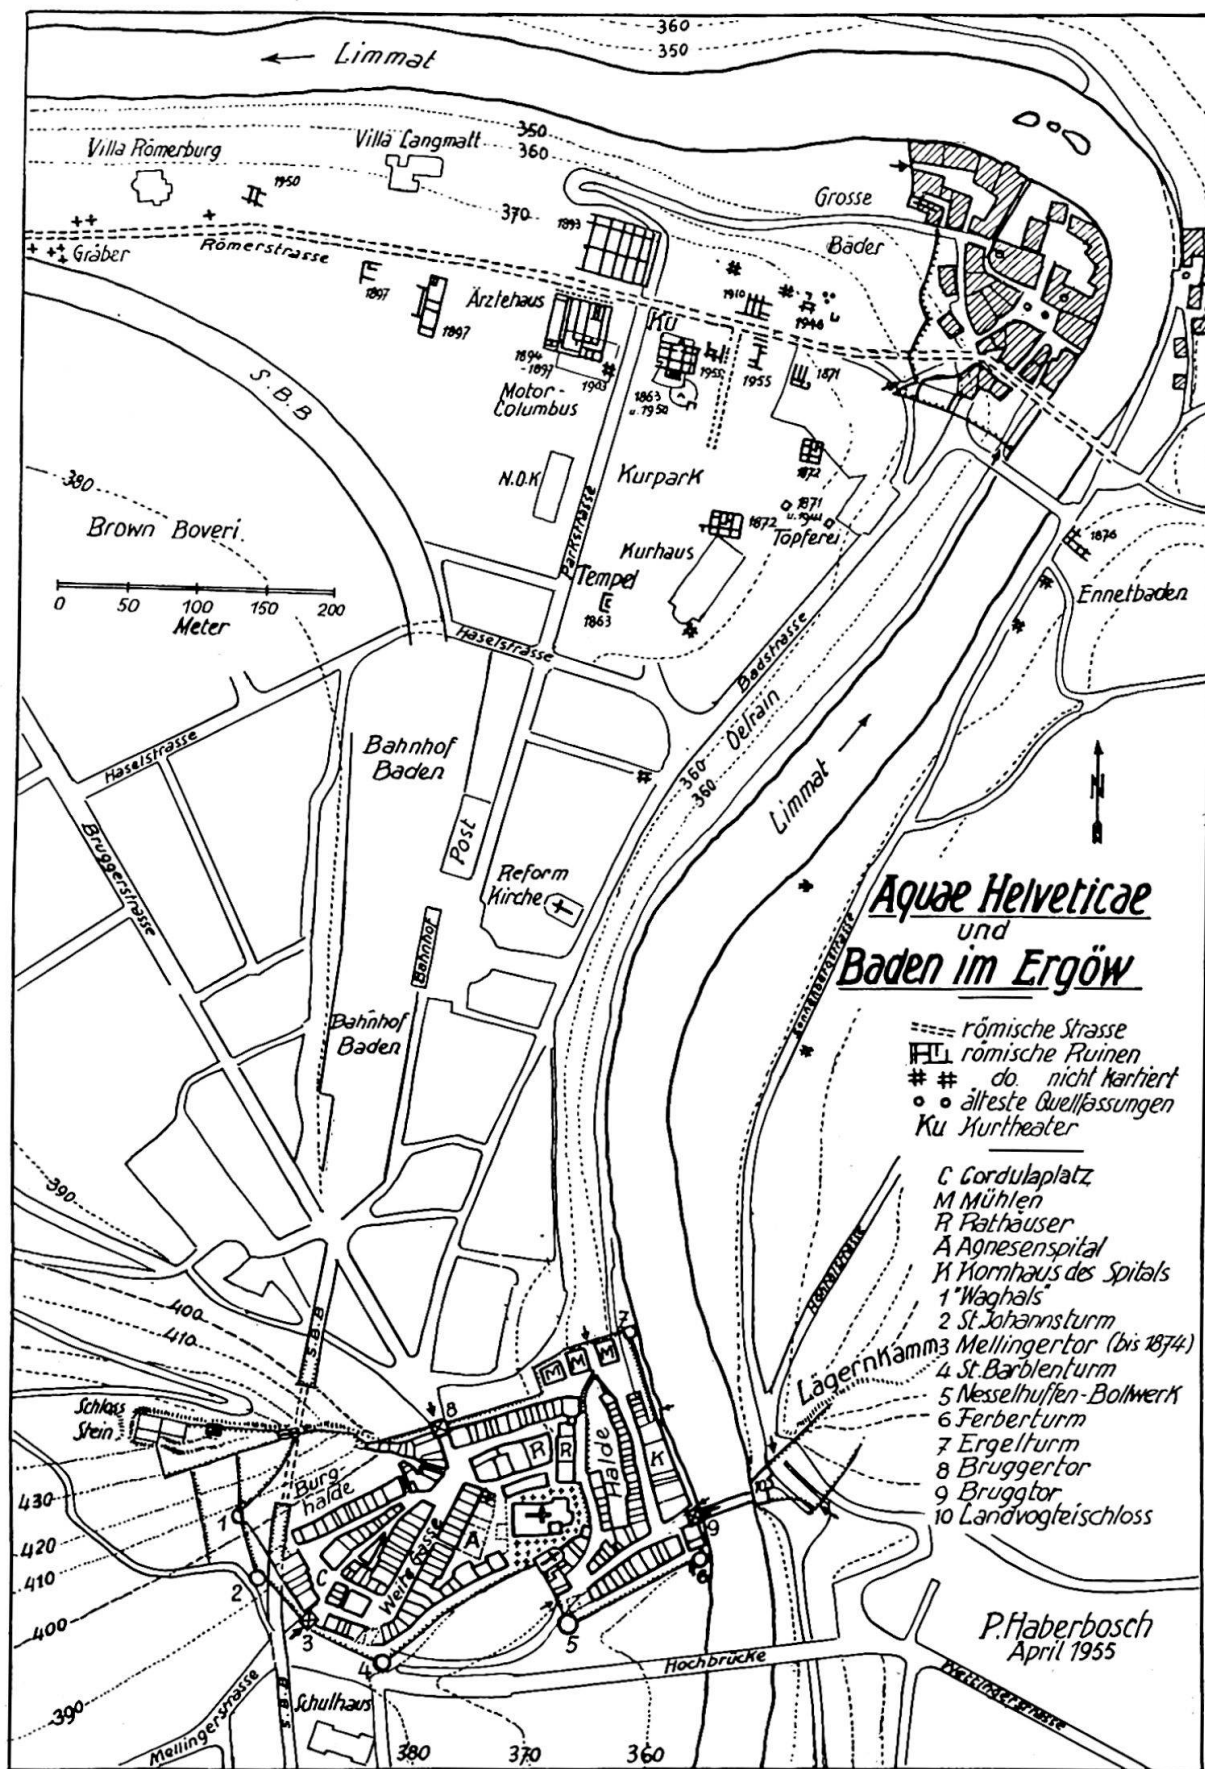 360
350
← Limmat
350
360
370
Villa Römerburg
Villa Langmatt
1950
Grosse
Bäder
1893
Römerstrasse
Gräber
1897
1897
Ärztehaus
Ku
1910
1946
1894
-1897
1903
Motor-
Columbus
1863
u. 1950
1955
1955
1871
S.B.B
380
Brown Boveri
N.O.K
Parkstrasse
Kurpark
1872
1871
u. 1944
Töpferei
1872
Kurhaus
Tempel
1863
1876
Ennetbaden
0 50 100 150 200
Meter
Haselstrasse
Badstrasse
Oelrain
360
360
Limmat
N
Haselstrasse
Bahnhof
Baden
Post
Bruggerstrasse
Reform
Kirche
Bahnhof
Bahnhof
Baden
Sonnenbergstrasse
Aquae Helveticae
und
Baden im Ergöw
römische Strasse
römische Ruinen
do. nicht kartiert
älteste Quellfassungen
Ku Kurtheater
C Cordulaplatz
M Mühlen
R Rathäuser
A Agnesenspital
K Kornhaus des Spitals
1 "Waghals"
2 St.Johannsturm
3 Mellingertor (bis 1874)
4 St.Barblenturm
5 Nesselhuffen-Bollwerk
6 Ferberturm
7 Ergelturm
8 Bruggertor
9 Bruggtor
10 Landvogteischloss
390
400
410
S.B.B
Lägernkamm
Schloss
Stein
430
420
410
400
390
Burg
halde
Halde
Weite Gasse
M
M
M
R
R
K
A
C
1
2
3
4
5
6
7
8
9
10
Hochbrücke
Wettingerstrasse
Mellingerstrasse
S.B.B
Schulhaus
380
370
360
P.Haberbosch
April 1955